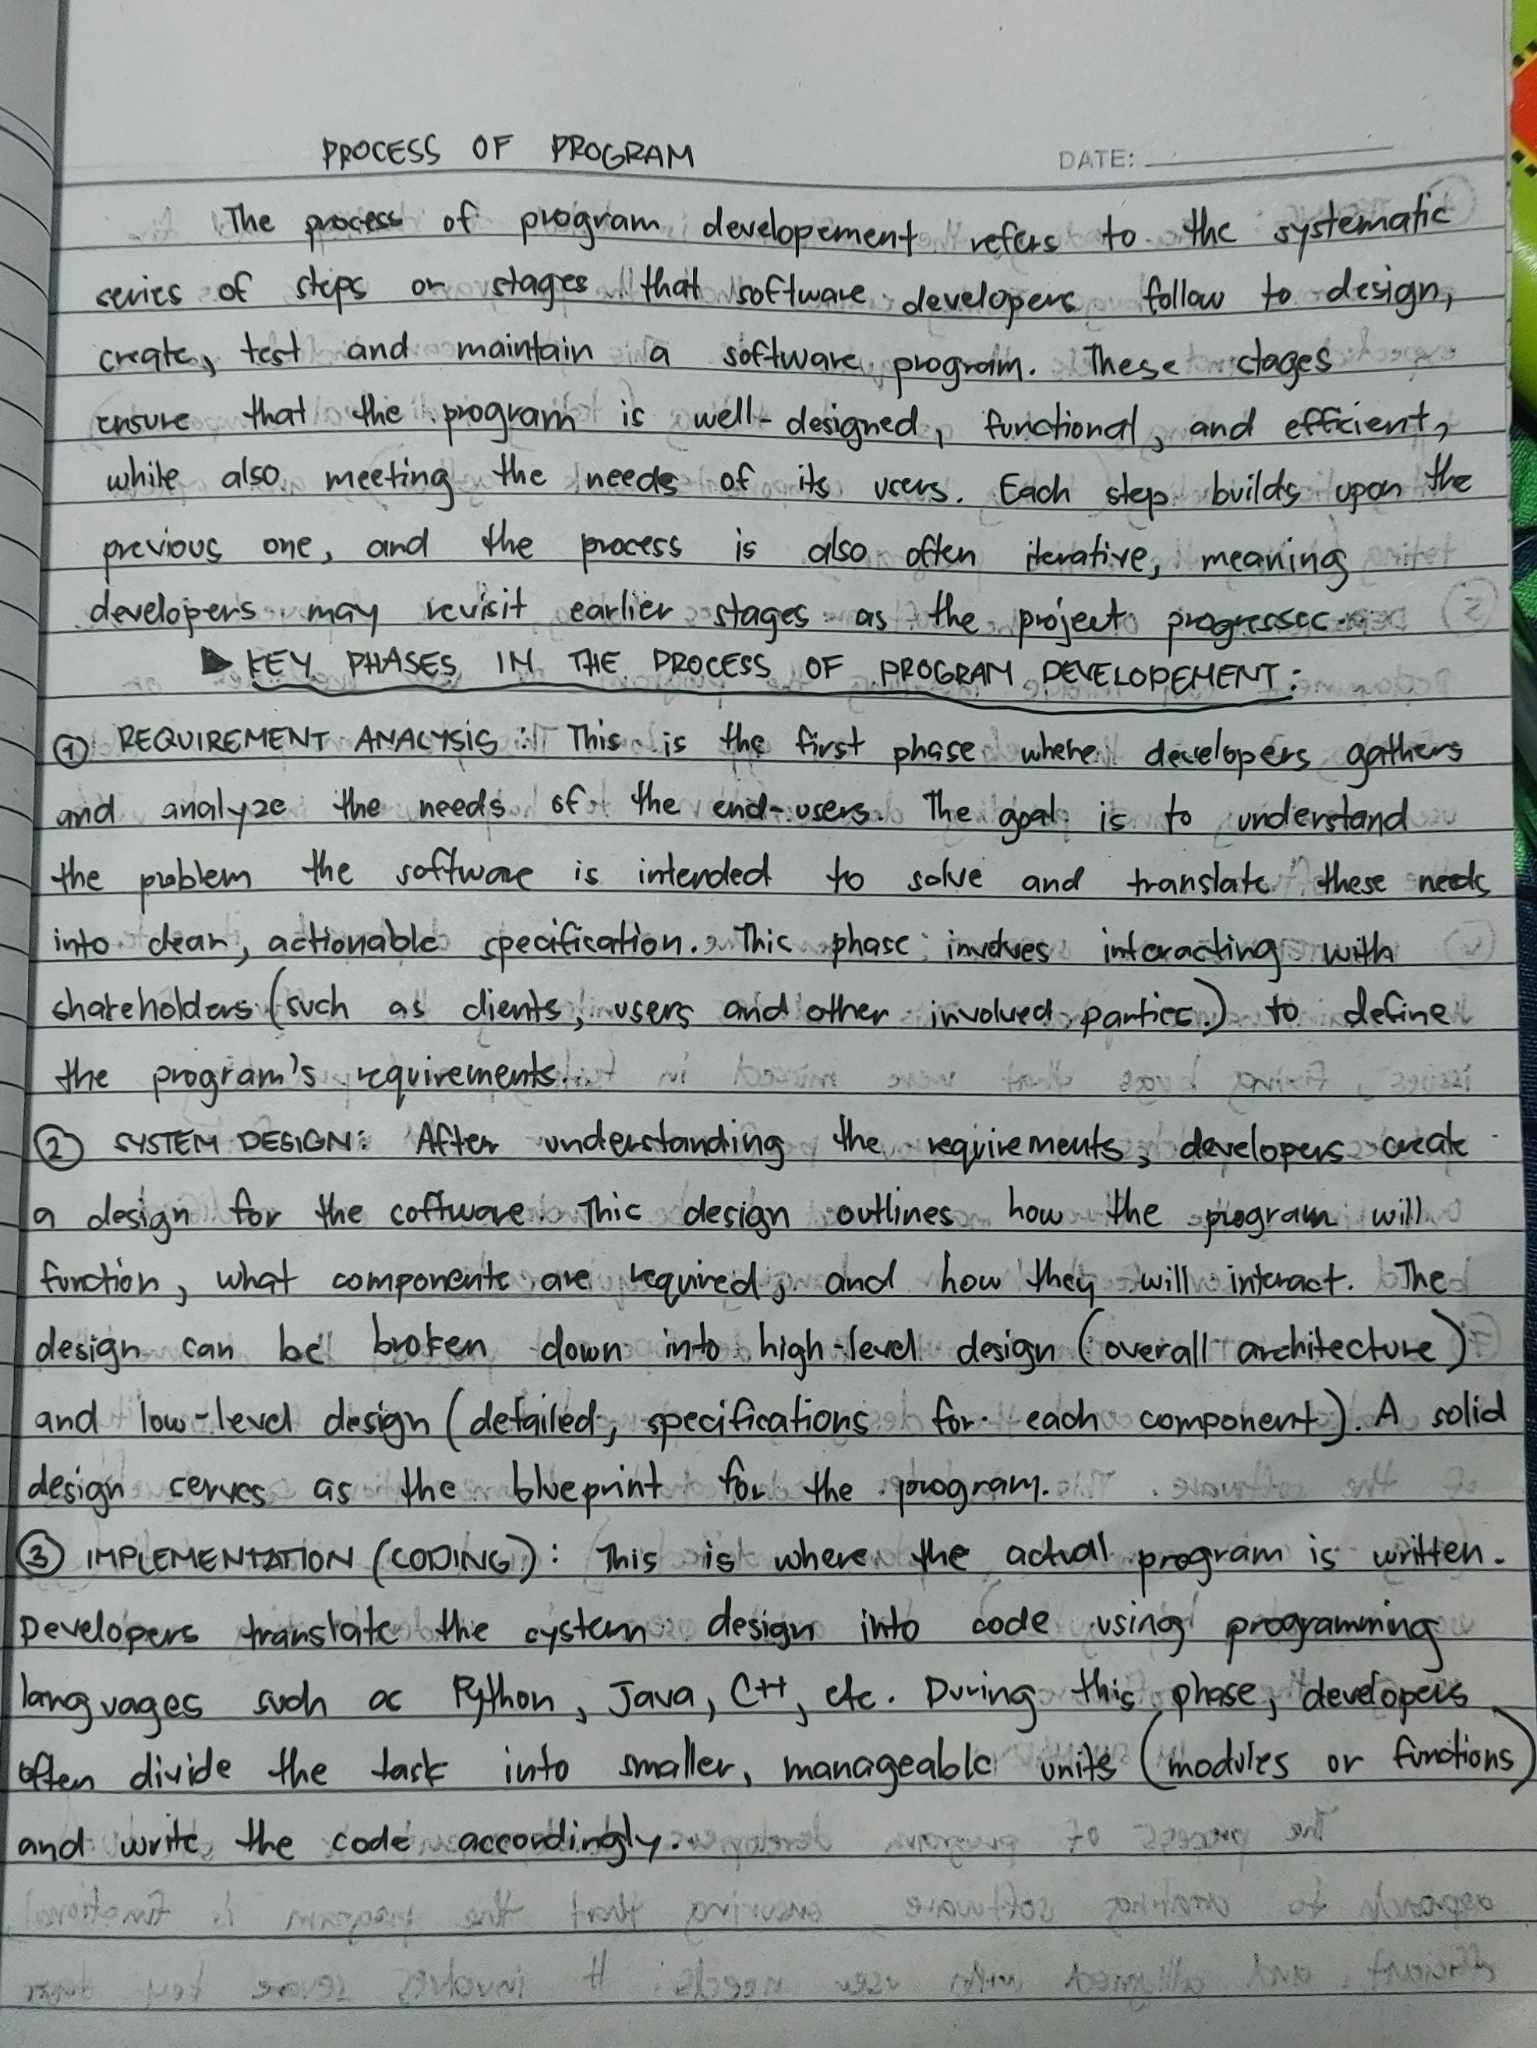 PROCESS OF PROGRAM
DATE:
The process of program developement refers to the systematic
series of steps or stages that software developers follow to design,
create, test and maintain a software program. These stages
ensure that the program is well-designed, functional, and efficient,
while also meeting the needs of its users. Each step builds upon the
previous one, and the process is also often iterative, meaning
developers may revisit earlier stages as the project progresses.
▶ KEY PHASES IN THE PROCESS OF PROGRAM DEVELOPEMENT:
① REQUIREMENT ANALYSIS: This is the first phase where developers gathers
and analyze the needs of the end-users. The goal is to understand
the problem the software is intended to solve and translate these needs
into clear, actionable specification. This phase involves interacting with
shareholders (such as clients, users and other involved parties.) to define
the program's requirements.
② SYSTEM DESIGN: After understanding the requirements, developers create
a design for the software. This design outlines how the program will
function, what components are required, and how they will interact. The
design can be broken down into high-level design (overall architecture)
and low-level design (detailed, specifications for each component). A solid
design serves as the blueprint for the program.
③ IMPLEMENTATION (CODING): This is where the actual program is written.
Developers translate the system design into code using programming
languages such as Python, Java, C++, etc. During this phase, developers
often divide the task into smaller, manageable units (modules or functions)
and write the code accordingly.